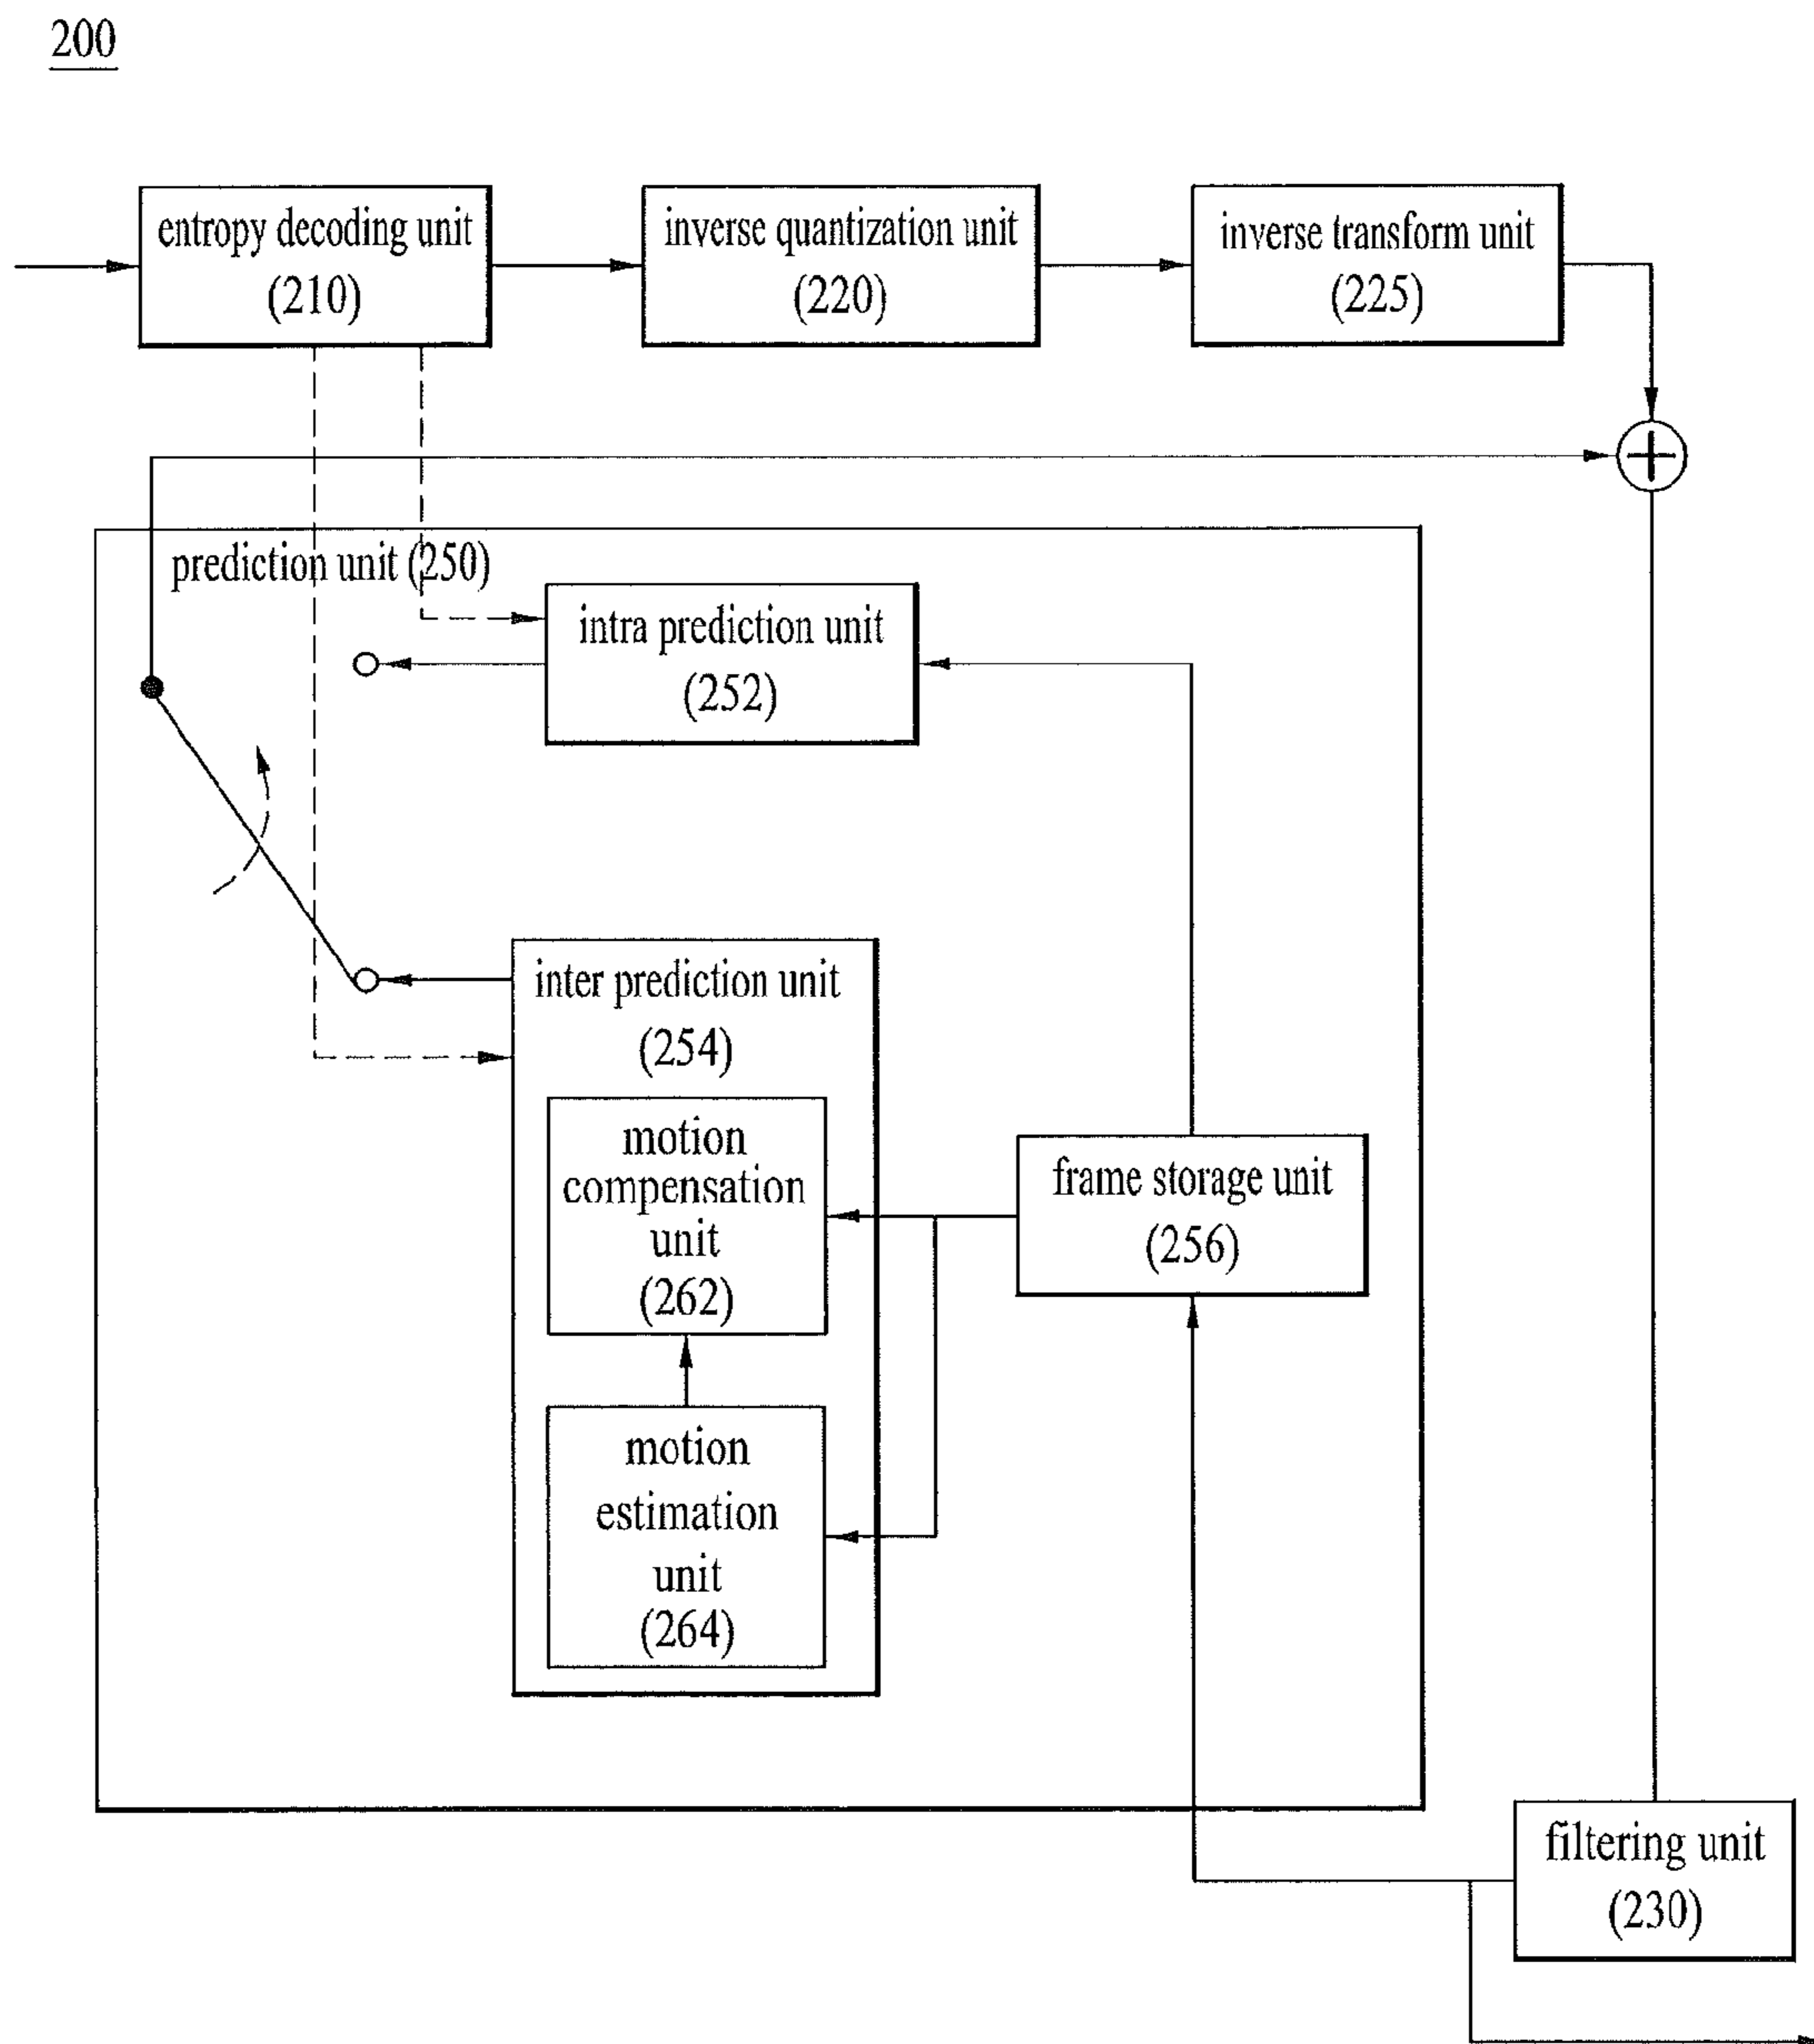 200
entropy decoding unit
(210)
inverse quantization unit
(220)
inverse transform unit
(225)
prediction unit (250)
intra prediction unit
(252)
inter prediction unit
(254)
motion
compensation
unit
(262)
frame storage unit
(256)
motion
estimation
unit
(264)
filtering unit
(230)